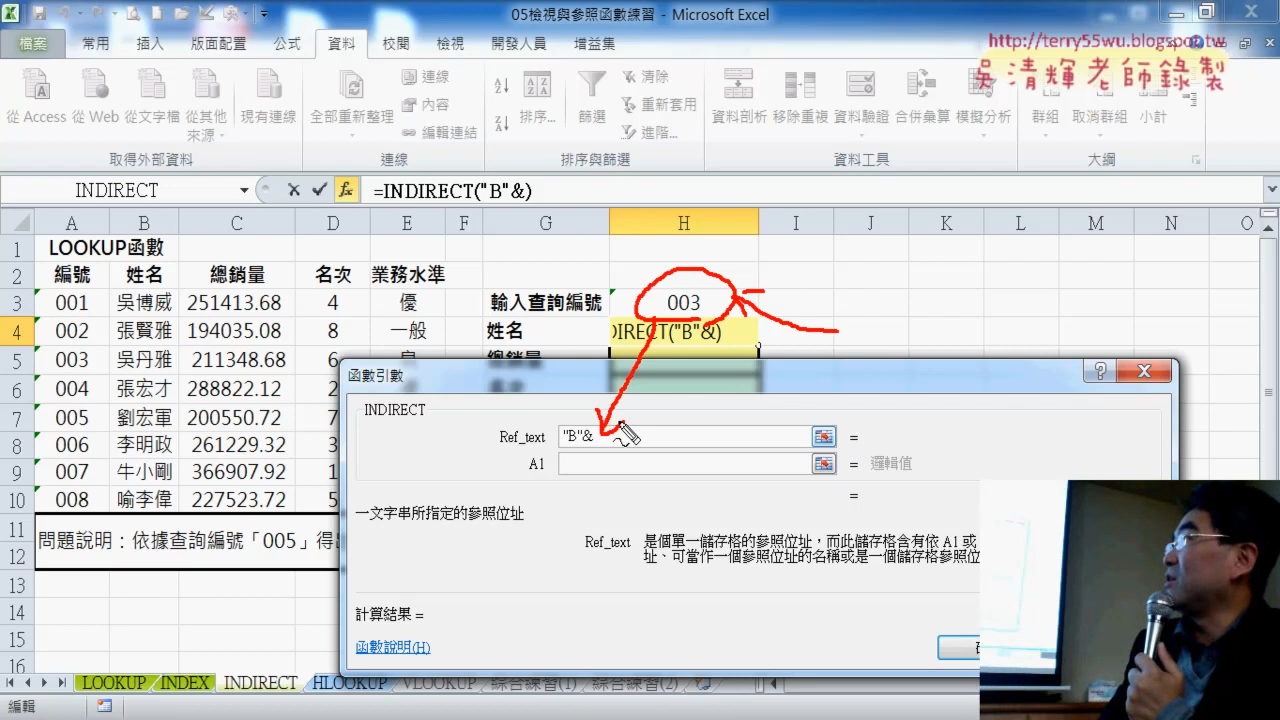 05檢視與參照函數練習 - Microsoft Excel
檔案 常用 插入 版面配置 公式 資料 校閱 檢視 開發人員 增益集
http://terry55wu.blogspot.tw
吳清輝老師錄製
從 Access 從 Web 從文字檔 從其他來源 現有連線 全部重新整理 連線 內容 編輯連結 排序... 篩選 清除 重新套用 進階... 資料剖析 移除重複 資料驗證 合併彙算 模擬分析 群組 取消群組 小計
取得外部資料 連線 排序與篩選 資料工具 大綱
INDIRECT =INDIRECT("B"&)
A B C D E F G H I J K L M N O
1 LOOKUP函數
2 編號 姓名 總銷量 名次 業務水準
3 001 吳博威 251413.68 4 優 輸入查詢編號 003
4 002 張賢雅 194035.08 8 一般 姓名 DIRECT("B"&)
5 003 吳丹雅 211348.68 6 良 總銷量
6 004 張宏才 288822.12 2
7 005 劉宏軍 200550.72 7
8 006 李明政 261229.32 3
9 007 牛小剛 366907.92 1
10 008 喻李偉 227523.72 5
11 問題說明：依據查詢編號「005」得
12
13
14
15
16
函數引數
INDIRECT
Ref_text "B"& =
A1 = 邏輯值
=
一文字串所指定的參照位址
Ref_text 是個單一儲存格的參照位址，而此儲存格含有依 A1 或
址、可當作一個參照位址的名稱或是一個儲存格參照位
計算結果 =
函數說明(H)
LOOKUP INDEX INDIRECT HLOOKUP VLOOKUP 綜合練習(1) 綜合練習(2)
編輯